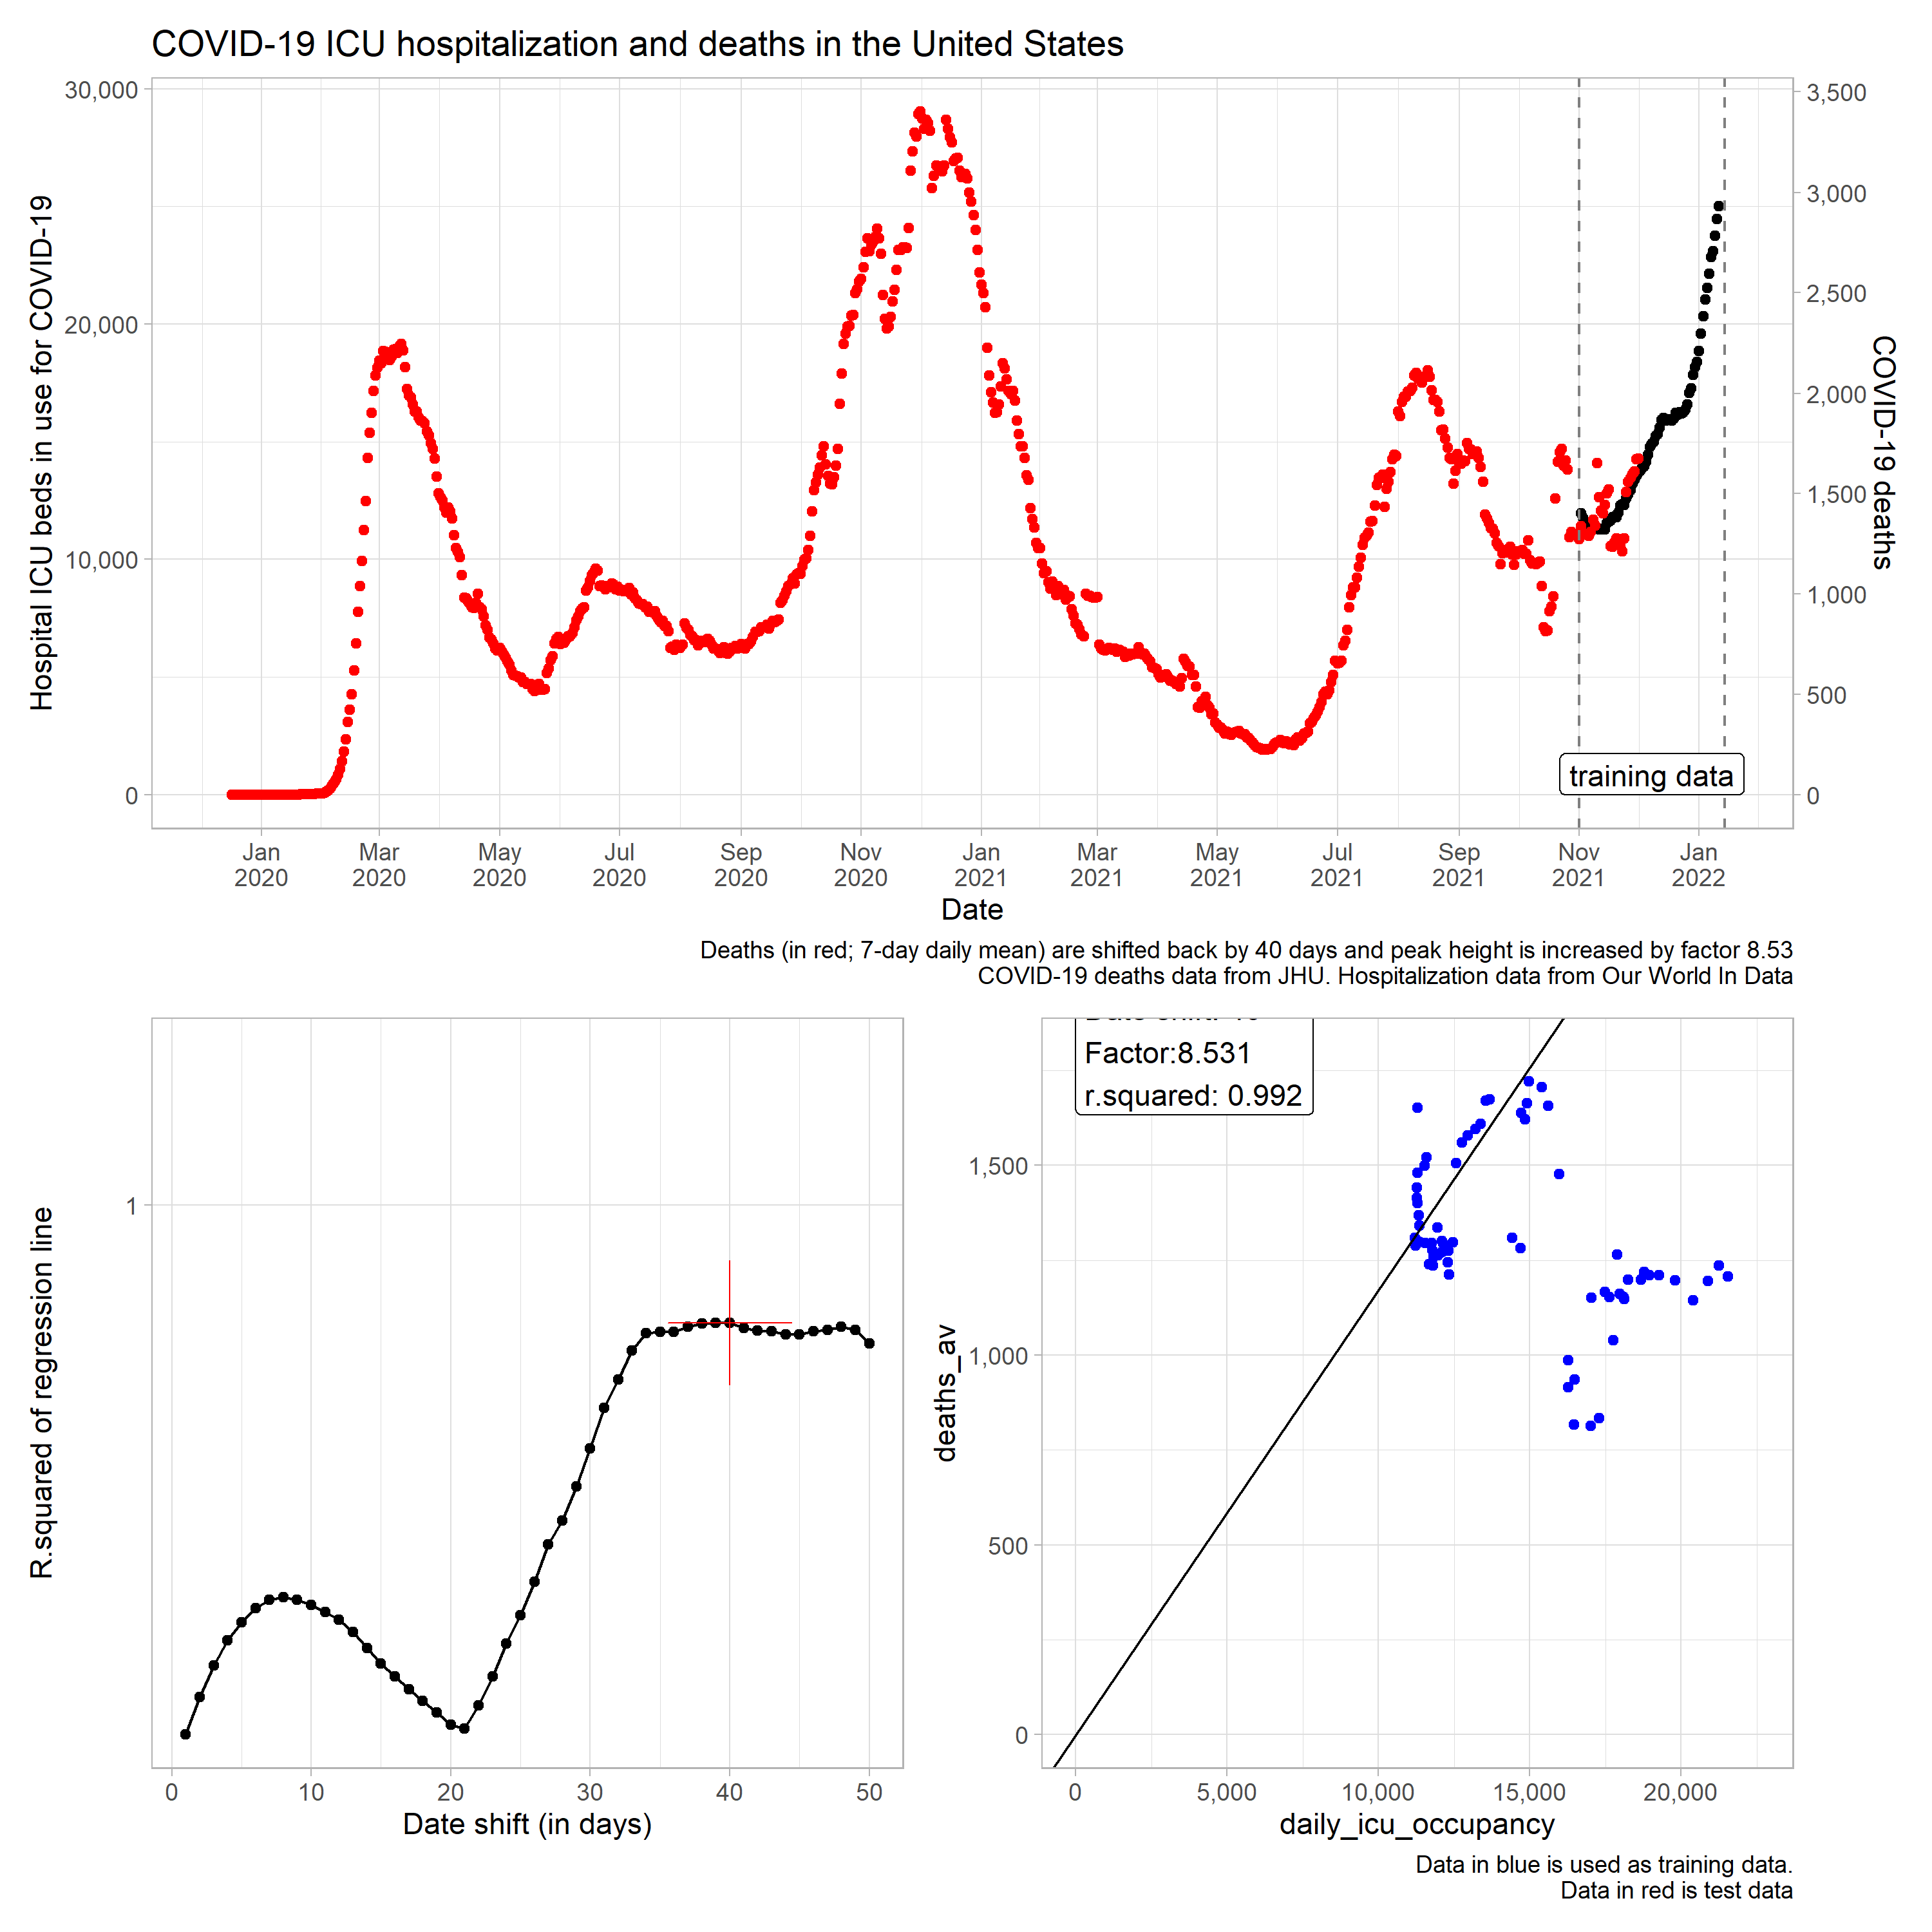 COVID-19 ICU hospitalization and deaths in the United States
Hospital ICU beds in use for COVID-19
30,000
20,000
10,000
0
3,500
3,000
2,500
2,000
1,500
1,000
500
0
COVID-19 deaths
training data
Jan Mar May Jul Sep Nov Jan Mar May Jul Sep Nov Jan
2020 2020 2020 2020 2020 2020 2021 2021 2021 2021 2021 2021 2022
Date
Deaths (in red; 7-day daily mean) are shifted back by 40 days and peak height is increased by factor 8.53
COVID-19 deaths data from JHU. Hospitalization data from Our World In Data
R.squared of regression line
1
0 10 20 30 40 50
Date shift (in days)
Factor:8.531
r.squared: 0.992
deaths_av
1,500
1,000
500
0
0 5,000 10,000 15,000 20,000
daily_icu_occupancy
Data in blue is used as training data.
Data in red is test data